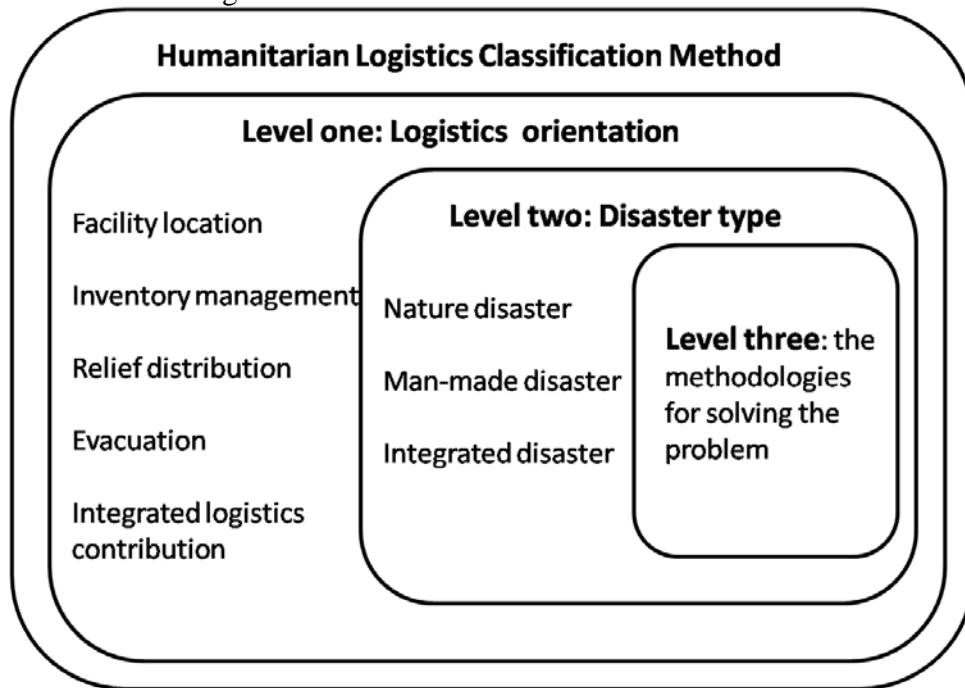 Humanitarian Logistics Classification Method
Level one: Logistics orientation
Facility location
Inventory management
Relief distribution
Evacuation
Integrated logistics
contribution
Level two: Disaster type
Nature disaster
Man-made disaster
Integrated disaster
Level three: the
methodologies
for solving the
problem